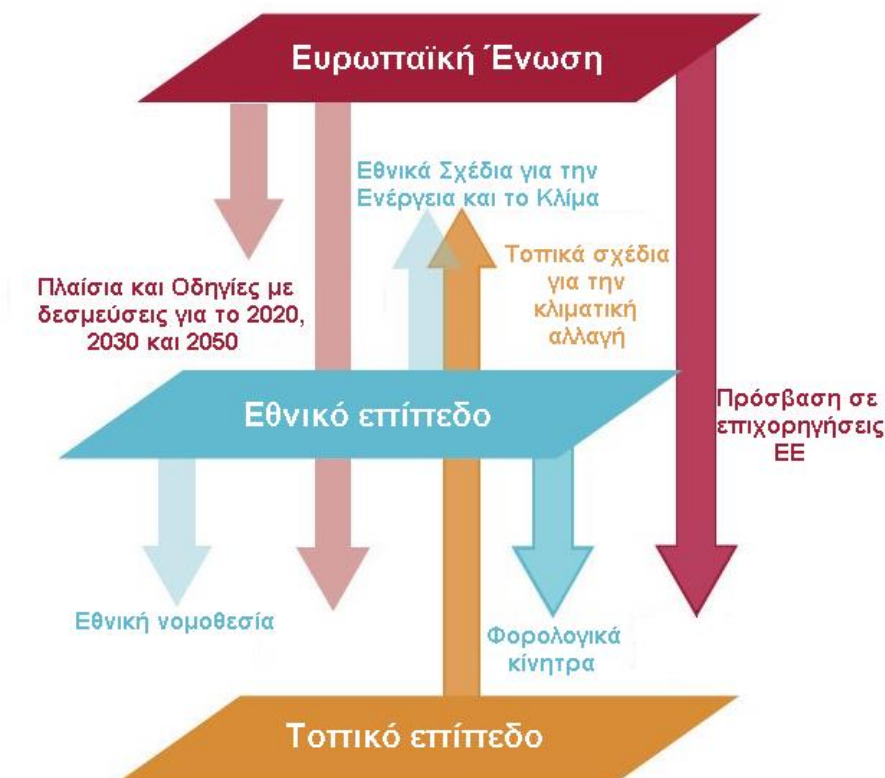 Ευρωπαϊκή Ένωση
Εθνικά Σχέδια για την
Ενέργεια και το Κλίμα
Τοπικά σχέδια
για την
κλιματική
αλλαγή
Πλαίσια και Οδηγίες με
δεσμεύσεις για το 2020,
2030 και 2050
Εθνικό επίπεδο
Πρόσβαση σε
επιχορηγήσεις
ΕΕ
Εθνική νομοθεσία
Φορολογικά
κίνητρα
Τοπικό επίπεδο